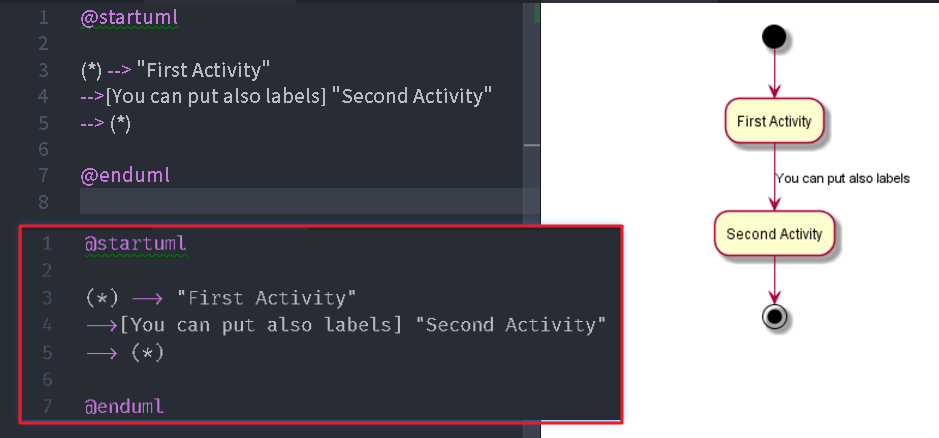 1 @startuml
2
3 (*) --> "First Activity"
4 -->[You can put also labels] "Second Activity"
5 --> (*)
6
7 @enduml
8
1 @startuml
2
3 (*) --> "First Activity"
4 -->[You can put also labels] "Second Activity"
5 --> (*)
6
7 @enduml
First Activity
You can put also labels
Second Activity